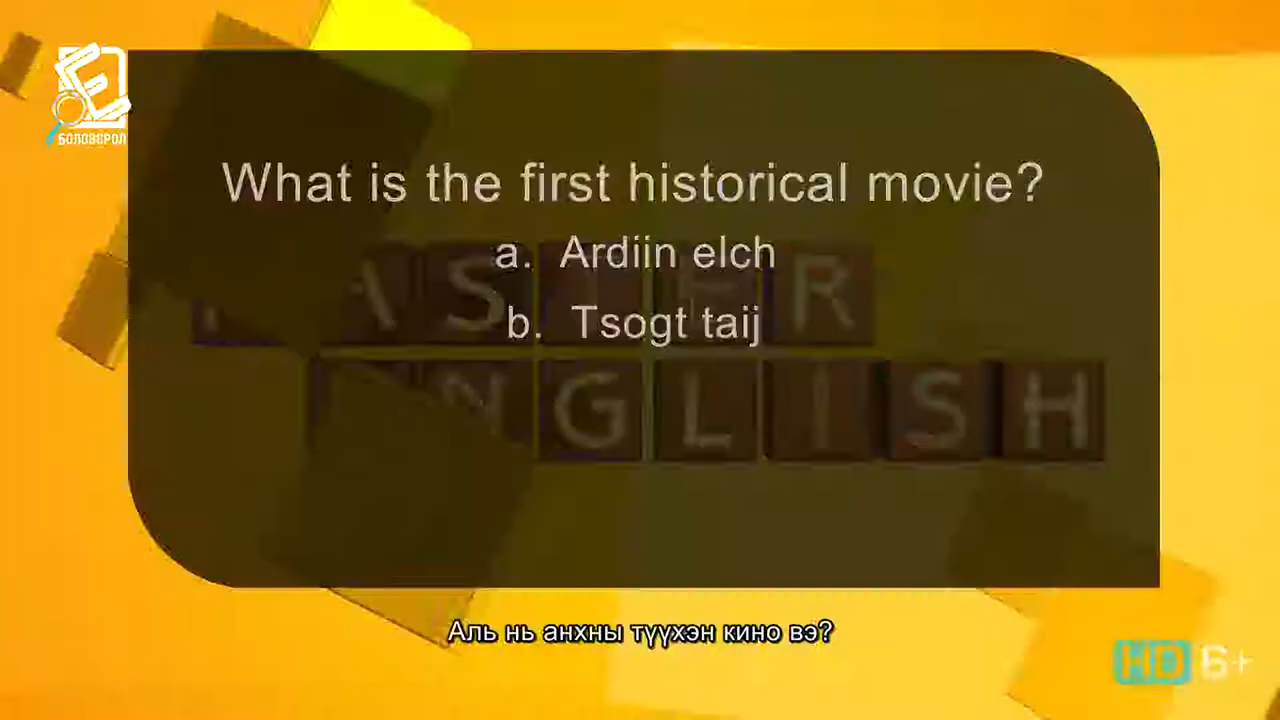 БОЛОВСРОЛ
What is the first historical movie?
a. Ardiin elch
b. Tsogt taij
MASTER
ENGLISH
Аль нь анхны түүхэн кино вэ?
HD 6+